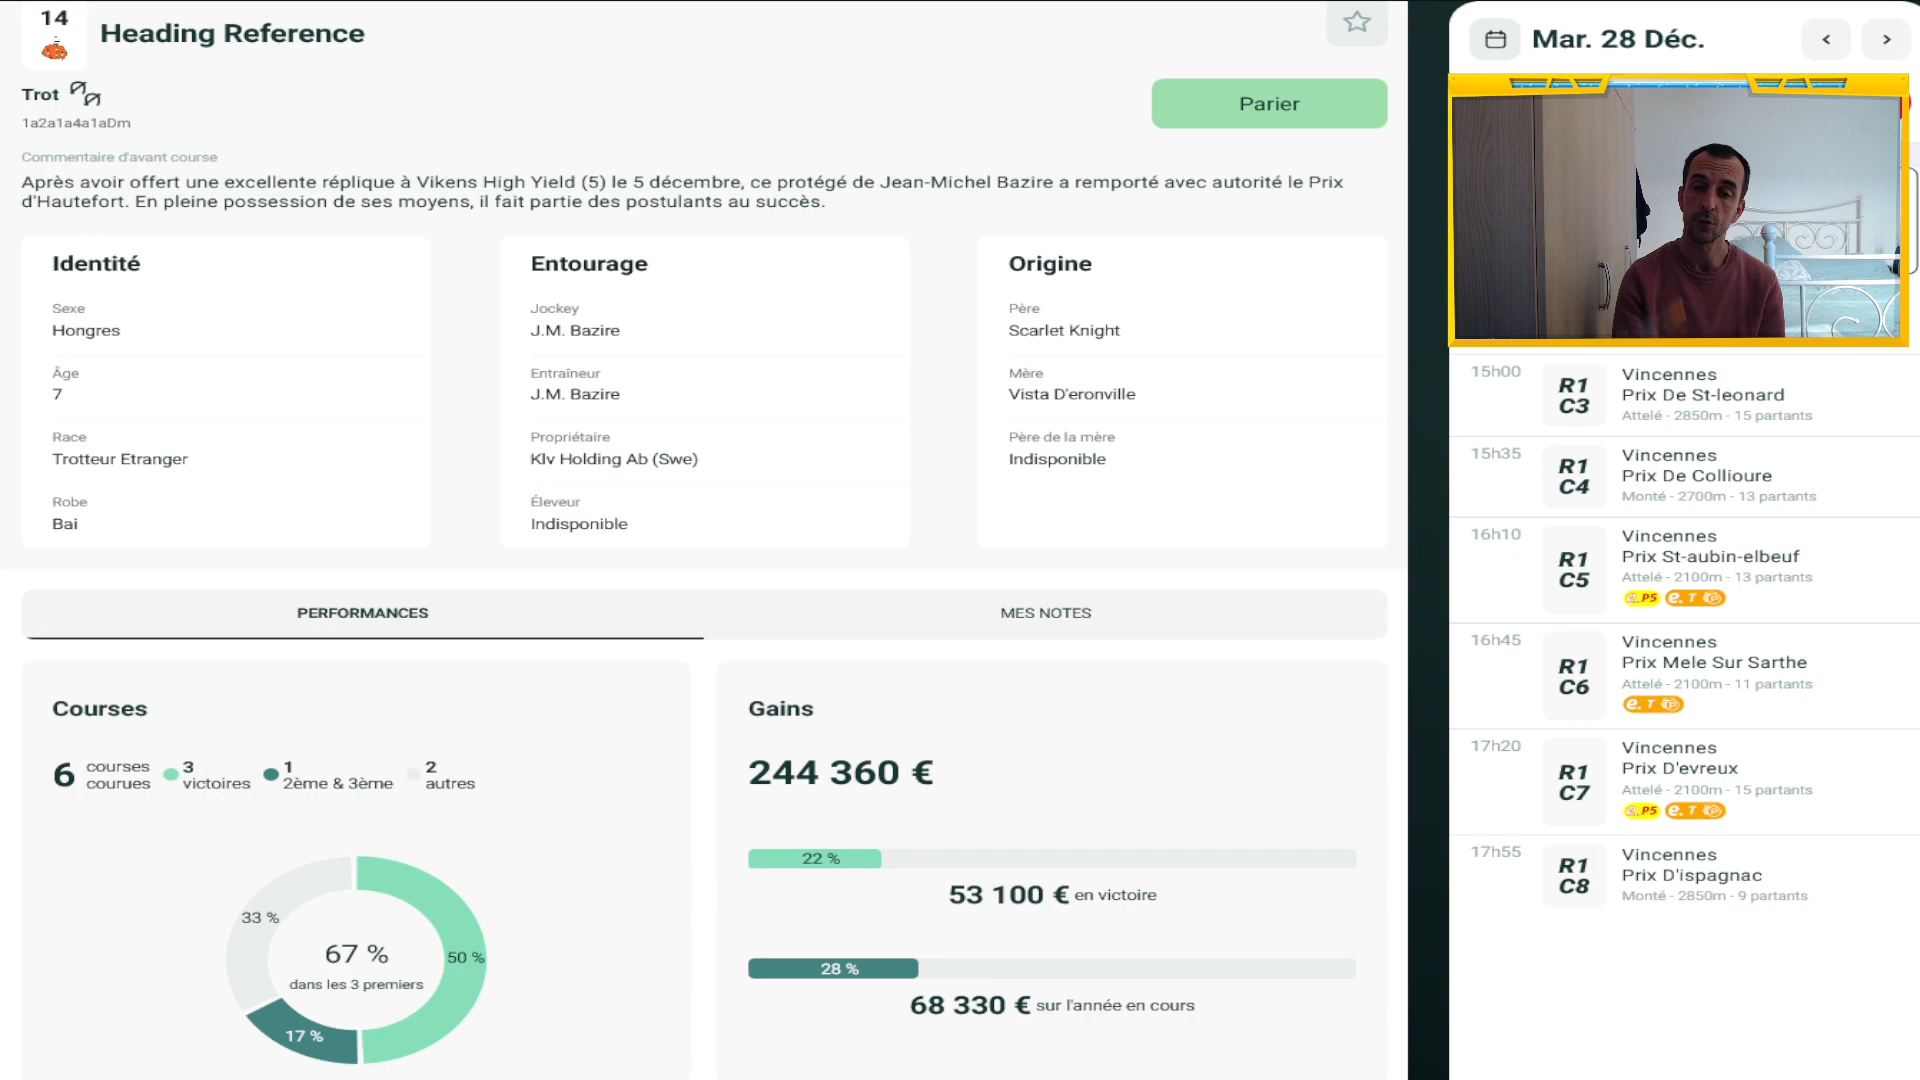 14
Heading Reference
Trot
1a2a1a4a1aDm
Parier
Commentaire d'avant course
Après avoir offert une excellente réplique à Vikens High Yield (5) le 5 décembre, ce protégé de Jean-Michel Bazire a remporté avec autorité le Prix
d'Hautefort. En pleine possession de ses moyens, il fait partie des postulants au succès.
Identité
Sexe
Hongres
Âge
7
Race
Trotteur Etranger
Robe
Bai
Entourage
Jockey
J.M. Bazire
Entraîneur
J.M. Bazire
Propriétaire
Klv Holding Ab (Swe)
Éleveur
Indisponible
Origine
Père
Scarlet Knight
Mère
Vista D'eronville
Père de la mère
Indisponible
PERFORMANCES
MES NOTES
Courses
6 courses courues
3 victoires
1 2ème & 3ème
2 autres
33 %
67 %
dans les 3 premiers
50 %
17 %
Gains
244 360 €
22 %
53 100 € en victoire
28 %
68 330 € sur l'année en cours
Mar. 28 Déc.
< >
15h00
R1
C3
Vincennes
Prix De St-leonard
Attelé - 2850m - 15 partants
15h35
R1
C4
Vincennes
Prix De Collioure
Monté - 2700m - 13 partants
16h10
R1
C5
Vincennes
Prix St-aubin-elbeuf
Attelé - 2100m - 13 partants
P5 e. T P
16h45
R1
C6
Vincennes
Prix Mele Sur Sarthe
Attelé - 2100m - 11 partants
e. T P
17h20
R1
C7
Vincennes
Prix D'evreux
Attelé - 2100m - 15 partants
P5 e. T P
17h55
R1
C8
Vincennes
Prix D'ispagnac
Monté - 2850m - 9 partants